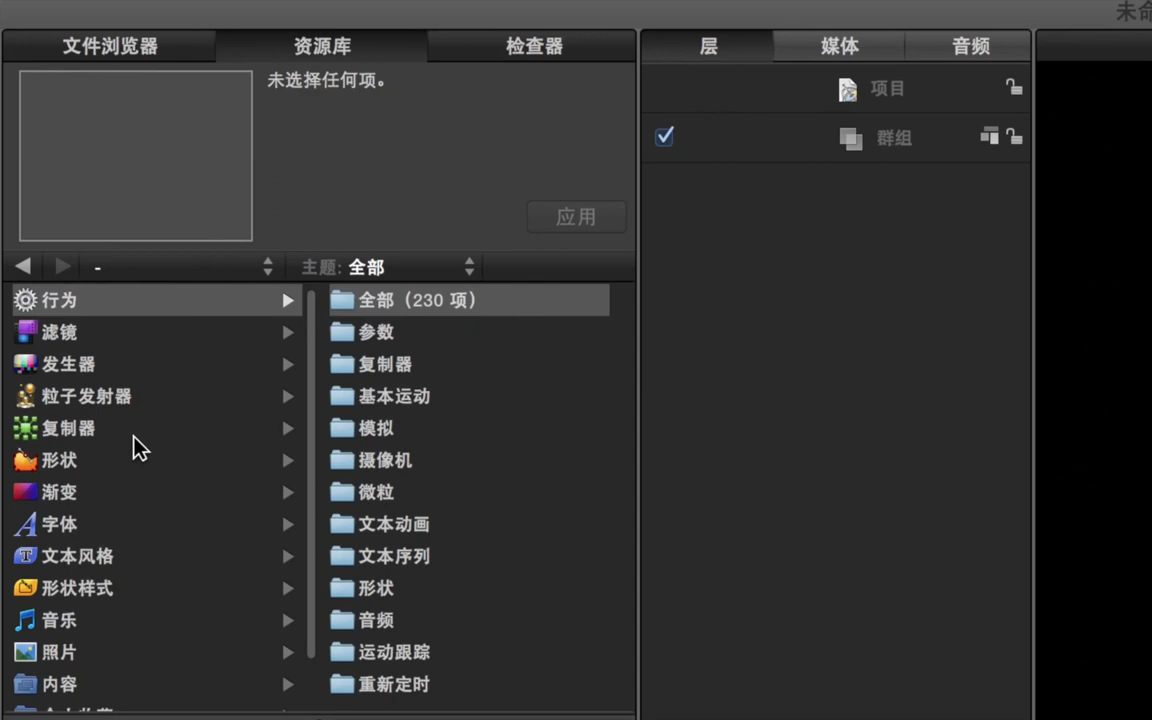 未命
文件浏览器
资源库
检查器
层
媒体
音频
未选择任何项。
项目
群组
应用
-
主题: 全部
行为
滤镜
发生器
粒子发射器
复制器
形状
渐变
字体
文本风格
形状样式
音乐
照片
内容
全部（230 项）
参数
复制器
基本运动
模拟
摄像机
微粒
文本动画
文本序列
形状
音频
运动跟踪
重新定时